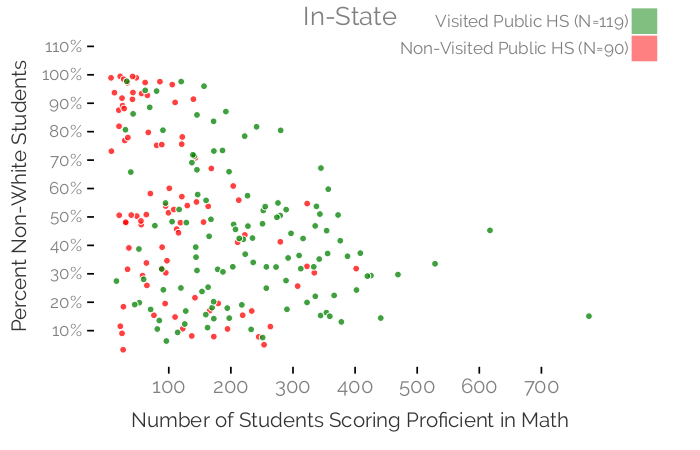 In-State
Visited Public HS (N=119)
Non-Visited Public HS (N=90)
Percent Non-White Students
110%
100%
90%
80%
70%
60%
50%
40%
30%
20%
10%
100 200 300 400 500 600 700
Number of Students Scoring Proficient in Math